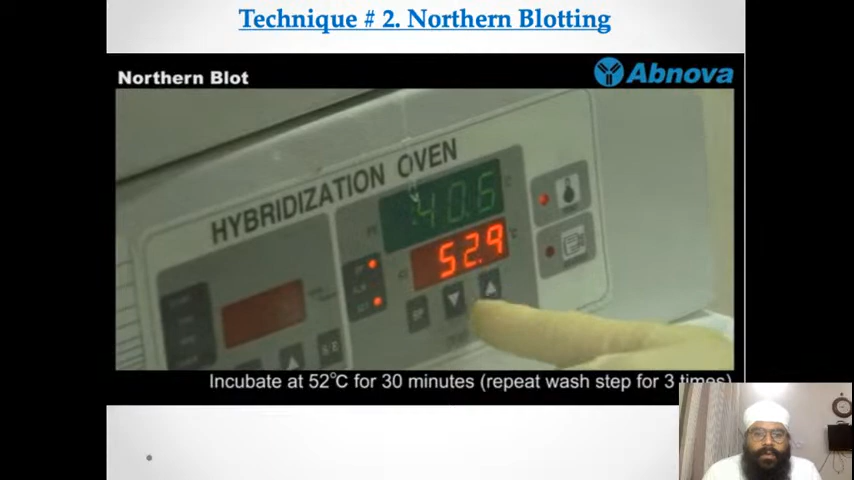 Technique # 2. Northern Blotting
Northern Blot
Abnova
HYBRIDIZATION OVEN
40.6
52.9
Incubate at 52℃ for 30 minutes (repeat wash step for 3 times)